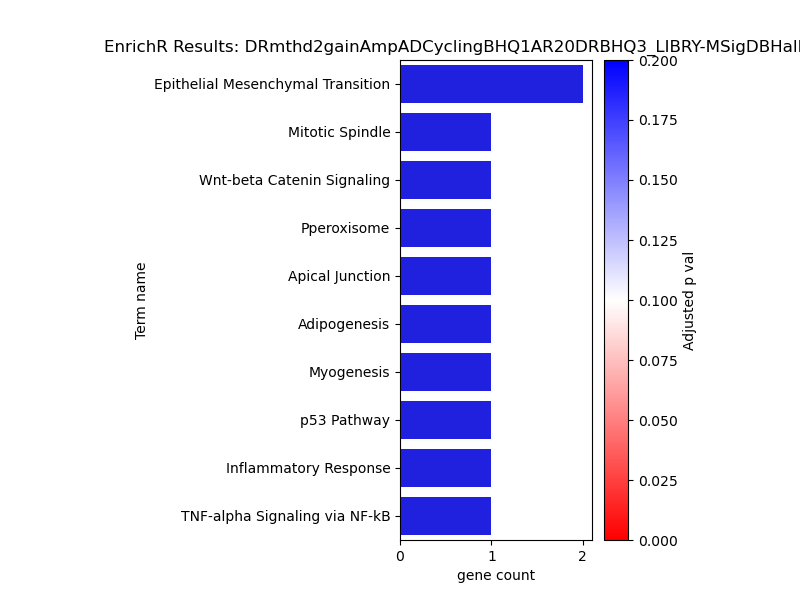 EnrichR Results: DRmthd2gainAmpADCyclingBHQ1AR20DRBHQ3_LIBRY-MSigDBHall
Epithelial Mesenchymal Transition
Mitotic Spindle
Wnt-beta Catenin Signaling
Pperoxisome
Apical Junction
Adipogenesis
Myogenesis
p53 Pathway
Inflammatory Response
TNF-alpha Signaling via NF-kB
Term name
0 1 2
gene count
0.200
0.175
0.150
0.125
0.100
0.075
0.050
0.025
0.000
Adjusted p val